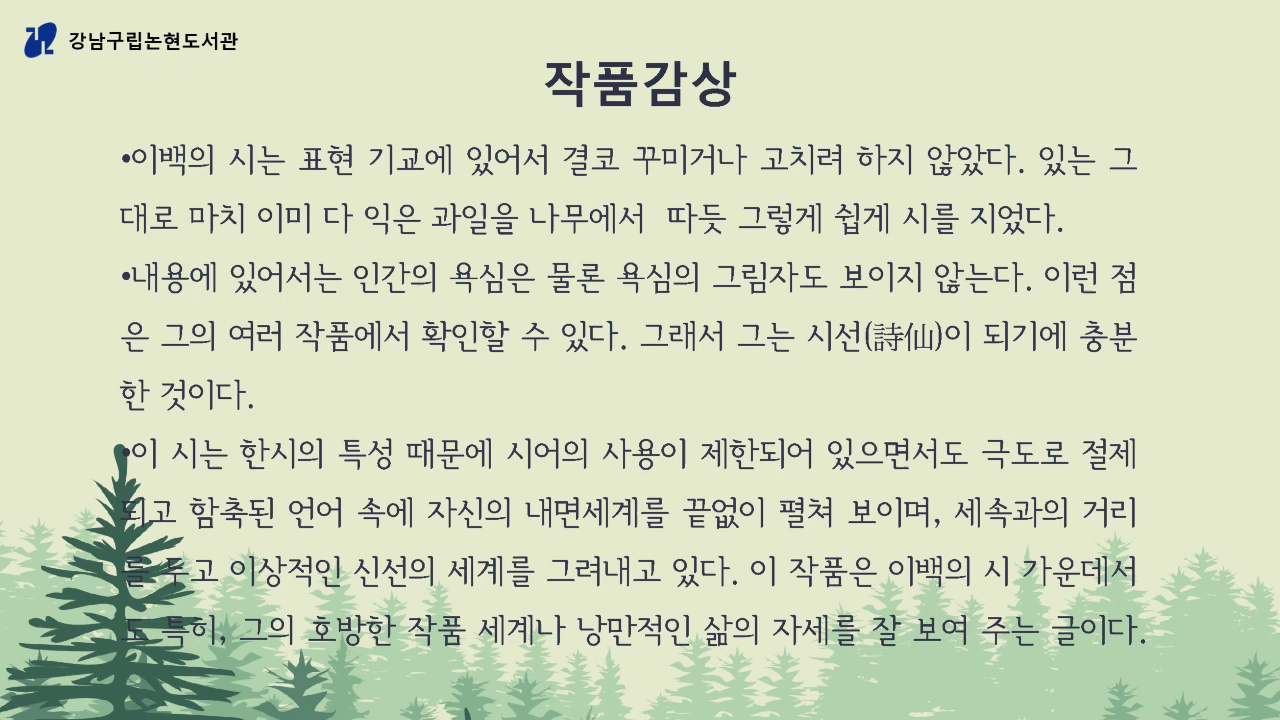 강남구립논현도서관
작품감상
•이백의 시는 표현 기교에 있어서 결코 꾸미거나 고치려 하지 않았다. 있는 그
대로 마치 이미 다 익은 과일을 나무에서 따듯 그렇게 쉽게 시를 지었다.
•내용에 있어서는 인간의 욕심은 물론 욕심의 그림자도 보이지 않는다. 이런 점
은 그의 여러 작품에서 확인할 수 있다. 그래서 그는 시선(詩仙)이 되기에 충분
한 것이다.
•이 시는 한시의 특성 때문에 시어의 사용이 제한되어 있으면서도 극도로 절제
되고 함축된 언어 속에 자신의 내면세계를 끝없이 펼쳐 보이며, 세속과의 거리
를 두고 이상적인 신선의 세계를 그려내고 있다. 이 작품은 이백의 시 가운데서
도 특히, 그의 호방한 작품 세계나 낭만적인 삶의 자세를 잘 보여 주는 글이다.